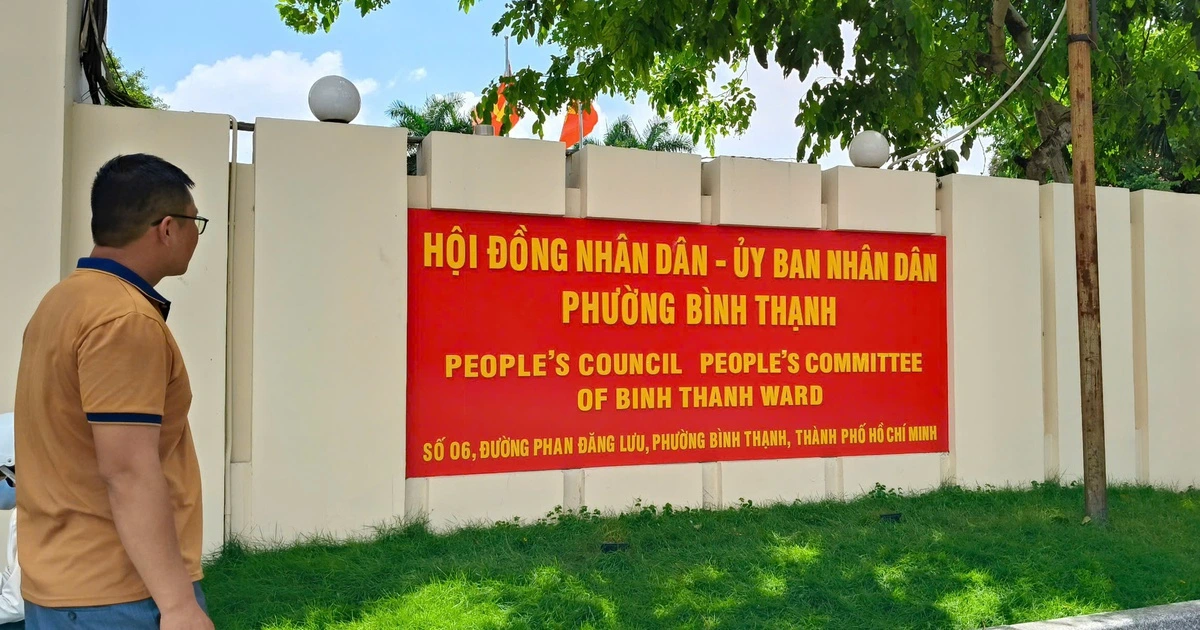 HỘI ĐỒNG NHÂN DÂN - ỦY BAN NHÂN DÂN
PHƯỜNG BÌNH THẠNH
PEOPLE'S COUNCIL PEOPLE'S COMMITTEE
OF BINH THANH WARD
SỐ 06, ĐƯỜNG PHAN ĐĂNG LƯU, PHƯỜNG BÌNH THẠNH, THÀNH PHỐ HỒ CHÍ MINH